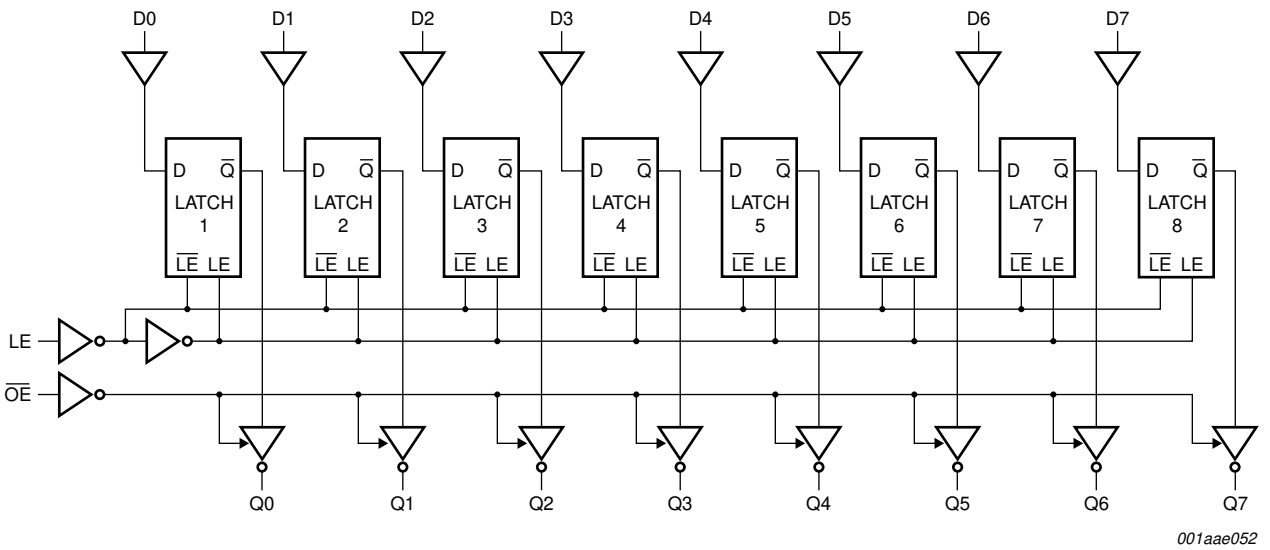 D0 D1 D2 D3 D4 D5 D6 D7
D Q̅ D Q̅ D Q̅ D Q̅ D Q̅ D Q̅ D Q̅ D Q̅
LATCH LATCH LATCH LATCH LATCH LATCH LATCH LATCH
1 2 3 4 5 6 7 8
L̅E̅ LE L̅E̅ LE L̅E̅ LE L̅E̅ LE L̅E̅ LE L̅E̅ LE L̅E̅ LE L̅E̅ LE
LE
O̅E̅
Q0 Q1 Q2 Q3 Q4 Q5 Q6 Q7
001aae052